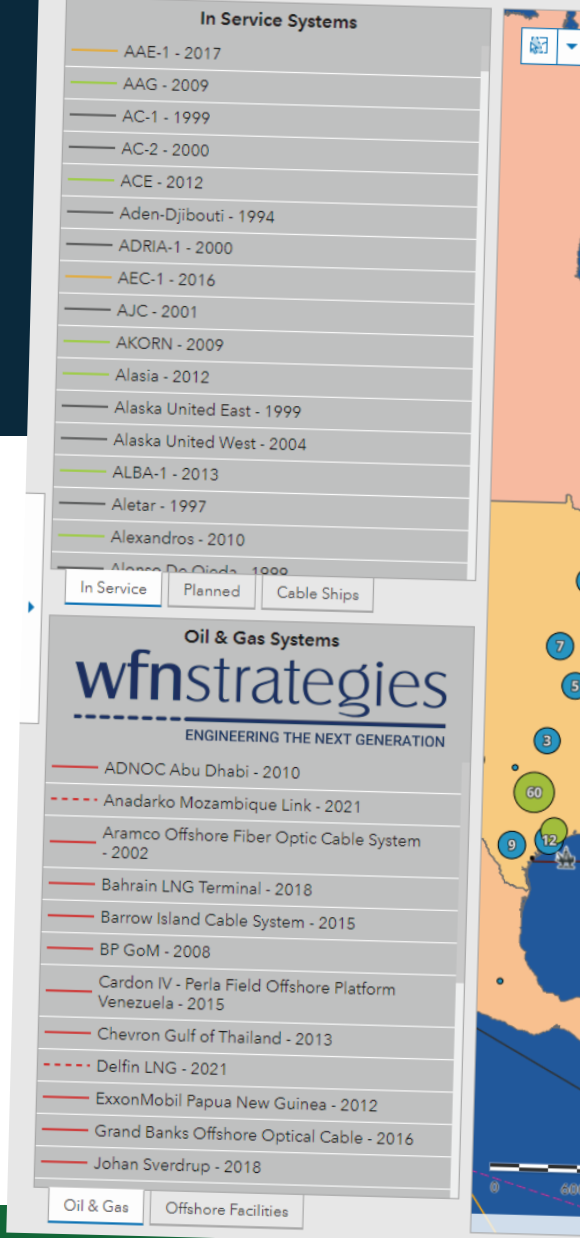 In Service Systems
AAE-1 - 2017
AAG - 2009
AC-1 - 1999
AC-2 - 2000
ACE - 2012
Aden-Djibouti - 1994
ADRIA-1 - 2000
AEC-1 - 2016
AJC - 2001
AKORN - 2009
Alasia - 2012
Alaska United East - 1999
Alaska United West - 2004
ALBA-1 - 2013
Aletar - 1997
Alexandros - 2010
Alonso De Ojeda - 1999
In Service
Planned
Cable Ships
Oil & Gas Systems
wfnstrategies
ENGINEERING THE NEXT GENERATION
ADNOC Abu Dhabi - 2010
Anadarko Mozambique Link - 2021
Aramco Offshore Fiber Optic Cable System
- 2002
Bahrain LNG Terminal - 2018
Barrow Island Cable System - 2015
BP GoM - 2008
Cardon IV - Perla Field Offshore Platform
Venezuela - 2015
Chevron Gulf of Thailand - 2013
Delfin LNG - 2021
ExxonMobil Papua New Guinea - 2012
Grand Banks Offshore Optical Cable - 2016
Johan Sverdrup - 2018
Oil & Gas
Offshore Facilities
7
5
3
60
12
9
0